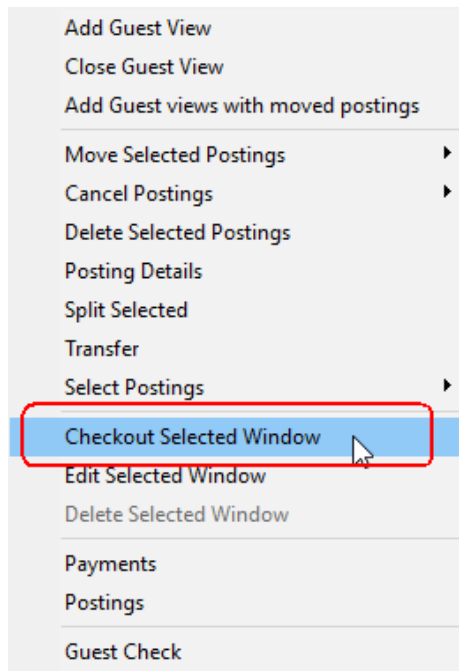 Add Guest View
Close Guest View
Add Guest views with moved postings
Move Selected Postings
Cancel Postings
Delete Selected Postings
Posting Details
Split Selected
Transfer
Select Postings
Checkout Selected Window
Edit Selected Window
Delete Selected Window
Payments
Postings
Guest Check